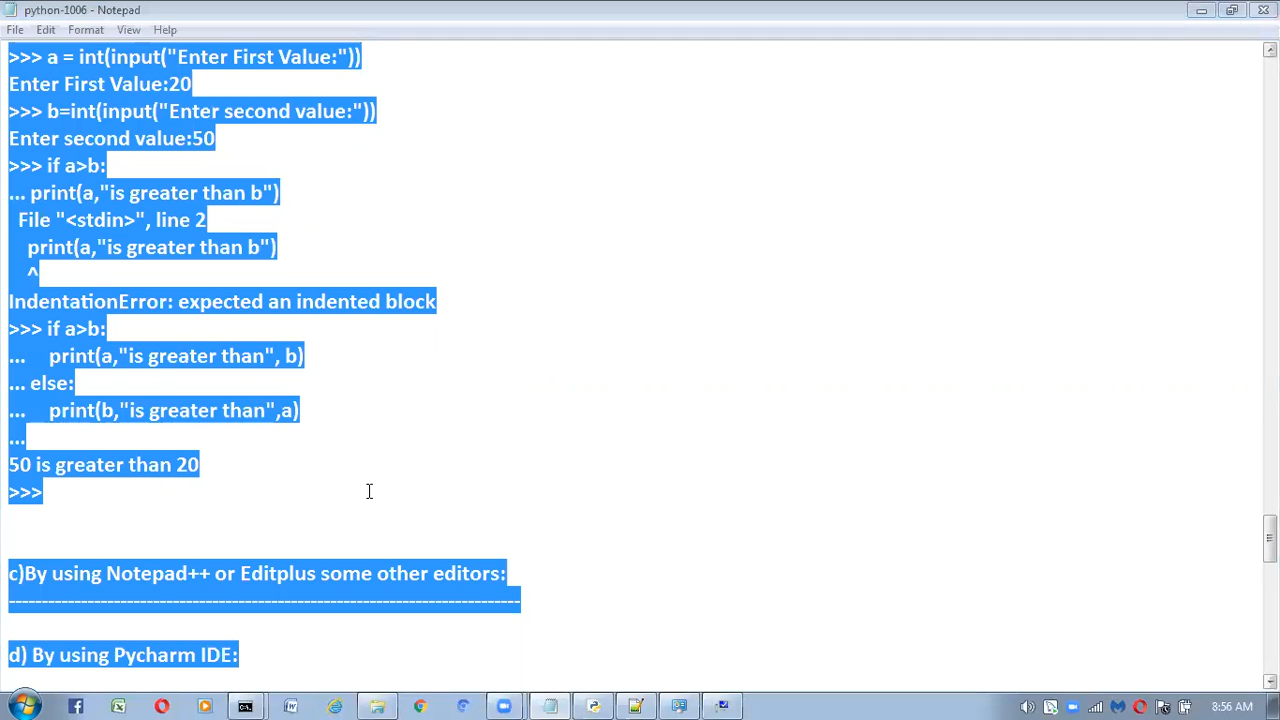 python-1006 - Notepad
File Edit Format View Help
>>> a = int(input("Enter First Value:"))
Enter First Value:20
>>> b=int(input("Enter second value:"))
Enter second value:50
>>> if a>b:
... print(a,"is greater than b")
  File "<stdin>", line 2
    print(a,"is greater than b")
    ^
IndentationError: expected an indented block
>>> if a>b:
...     print(a,"is greater than", b)
... else:
...     print(b,"is greater than",a)
...
50 is greater than 20
>>>
c)By using Notepad++ or Editplus some other editors:
-------------------------------------------------------------------------------
d) By using Pycharm IDE:
8:56 AM